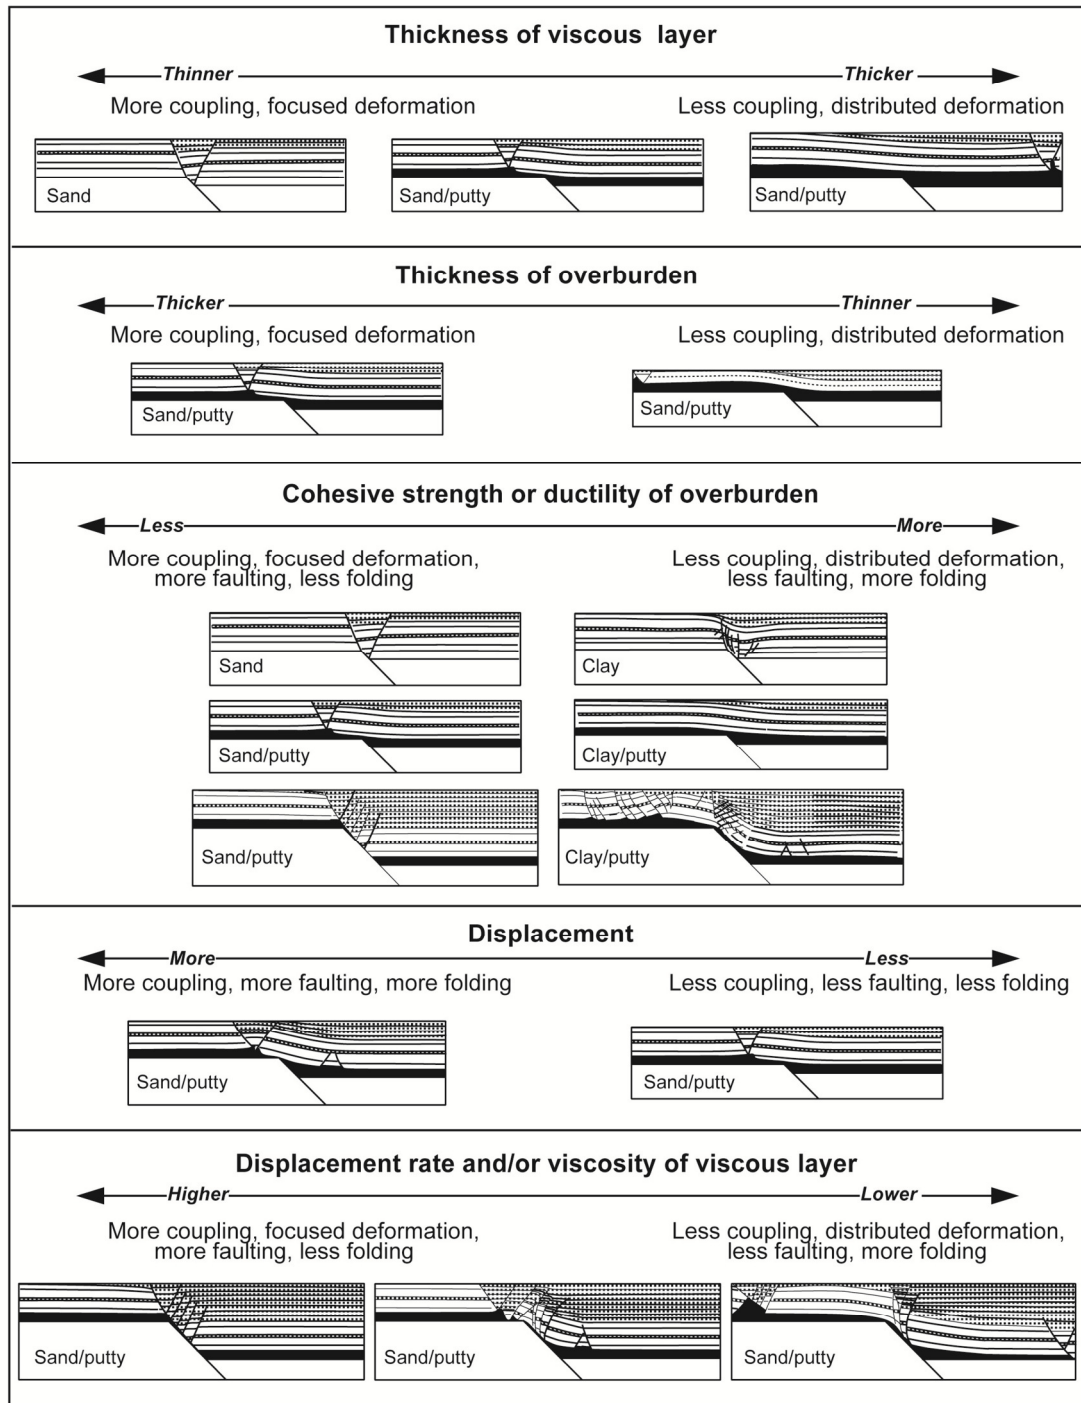 Thickness of viscous layer
Thinner
Thicker
More coupling, focused deformation
Less coupling, distributed deformation
Sand
Sand/putty
Sand/putty
Thickness of overburden
Thicker
Thinner
More coupling, focused deformation
Less coupling, distributed deformation
Sand/putty
Sand/putty
Cohesive strength or ductility of overburden
Less
More
More coupling, focused deformation,
more faulting, less folding
Less coupling, distributed deformation,
less faulting, more folding
Sand
Clay
Sand/putty
Clay/putty
Sand/putty
Clay/putty
Displacement
More
Less
More coupling, more faulting, more folding
Less coupling, less faulting, less folding
Sand/putty
Sand/putty
Displacement rate and/or viscosity of viscous layer
Higher
Lower
More coupling, focused deformation,
more faulting, less folding
Less coupling, distributed deformation,
less faulting, more folding
Sand/putty
Sand/putty
Sand/putty